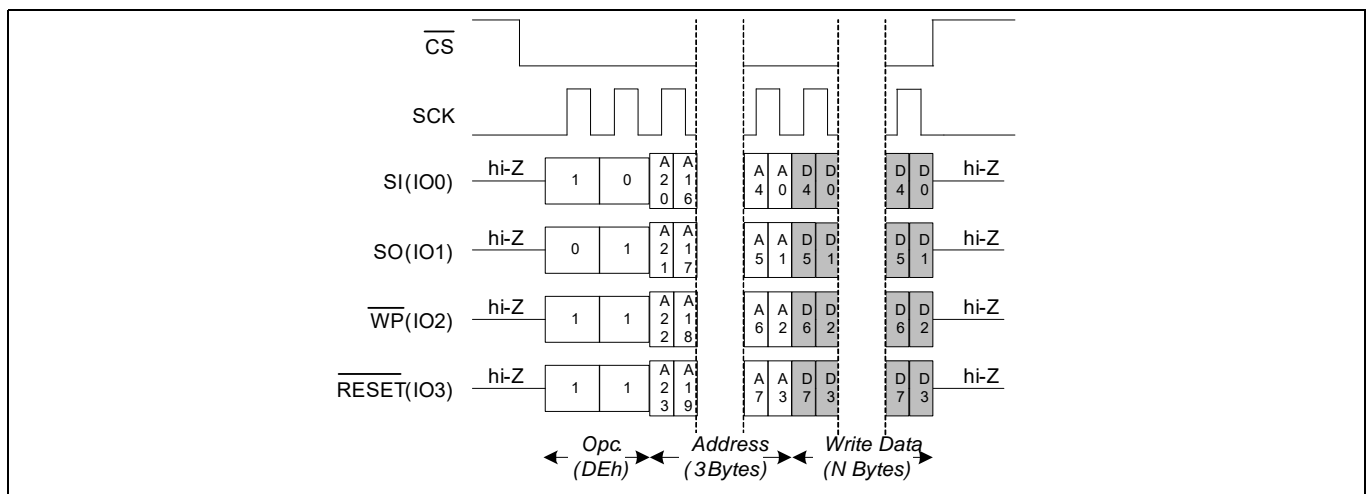 CS
SCK
SI(IO0) hi-Z 1 0 A20 A16 A4 A0 D4 D0 D4 D0 hi-Z
SO(IO1) hi-Z 0 1 A21 A17 A5 A1 D5 D1 D5 D1 hi-Z
WP(IO2) hi-Z 1 1 A22 A18 A6 A2 D6 D2 D6 D2 hi-Z
RESET(IO3) hi-Z 1 1 A23 A19 A7 A3 D7 D3 D7 D3 hi-Z
Opc. Address Write Data
(DEh) (3Bytes) (N Bytes)